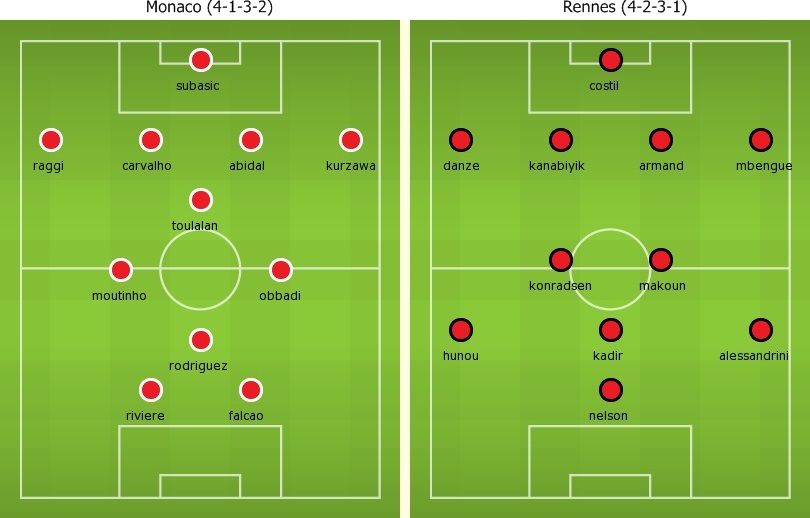 Monaco (4-1-3-2)
subasic
raggi
carvalho
abidal
kurzawa
toulalan
moutinho
obbadi
rodriguez
riviere
falcao
Rennes (4-2-3-1)
costil
danze
kanabiyik
armand
mbengue
konradsen
makoun
hunou
kadir
alessandrini
nelson